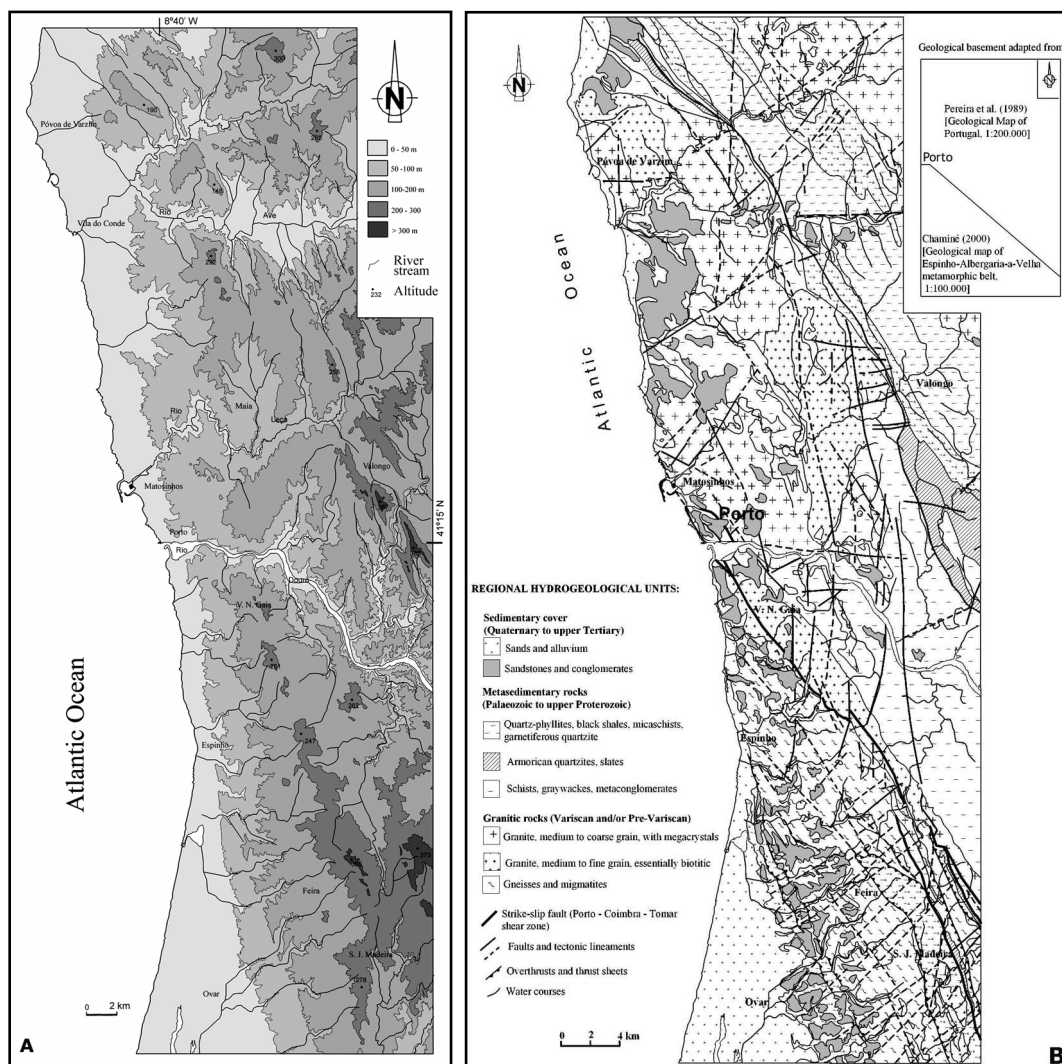 8°40' W
300
190
268
Póvoa de Varzim
N
0 - 50 m
50 -100 m
100-200 m
200 - 300
> 300 m
River
stream
232 Altitude
Rio
Ave
Vila do Conde
232
Rio
Maia
Leça
Valongo
Matosinhos
41°15' N
Porto
Rio
Douro
V. N. Gaia
Atlantic Ocean
247
Espinho
373
Feira
S. J. Madeira
278
Ovar
0 2 km
A
N
Geological basement adapted from
Pereira et al. (1989)
[Geological Map of
Portugal, 1:200.000]
Porto
Chaminé (2000)
[Geological map of
Espinho-Albergaria-a-Velha
metamorphic belt,
1:100.000]
Póvoa de Varzim
Atlantic Ocean
Valongo
Matosinhos
Porto
V. N. Gaia
Espinho
Feira
S. J. Madeira
Ovar
REGIONAL HYDROGEOLOGICAL UNITS:
Sedimentary cover
(Quaternary to upper Tertiary)
Sands and alluvium
Sandstones and conglomerates
Metasedimentary rocks
(Palaeozoic to upper Proterozoic)
Quartz-phyllites, black shales, micaschists,
garnetiferous quartzite
Armorican quartzites, slates
Schists, graywackes, metaconglomerates
Granitic rocks (Variscan and/or Pre-Variscan)
Granite, medium to coarse grain, with megacrystals
Granite, medium to fine grain, essentially biotitic
Gneisses and migmatites
Strike-slip fault (Porto - Coimbra - Tomar
shear zone)
Faults and tectonic lineaments
Overthrusts and thrust sheets
Water courses
0 2 4 km
B